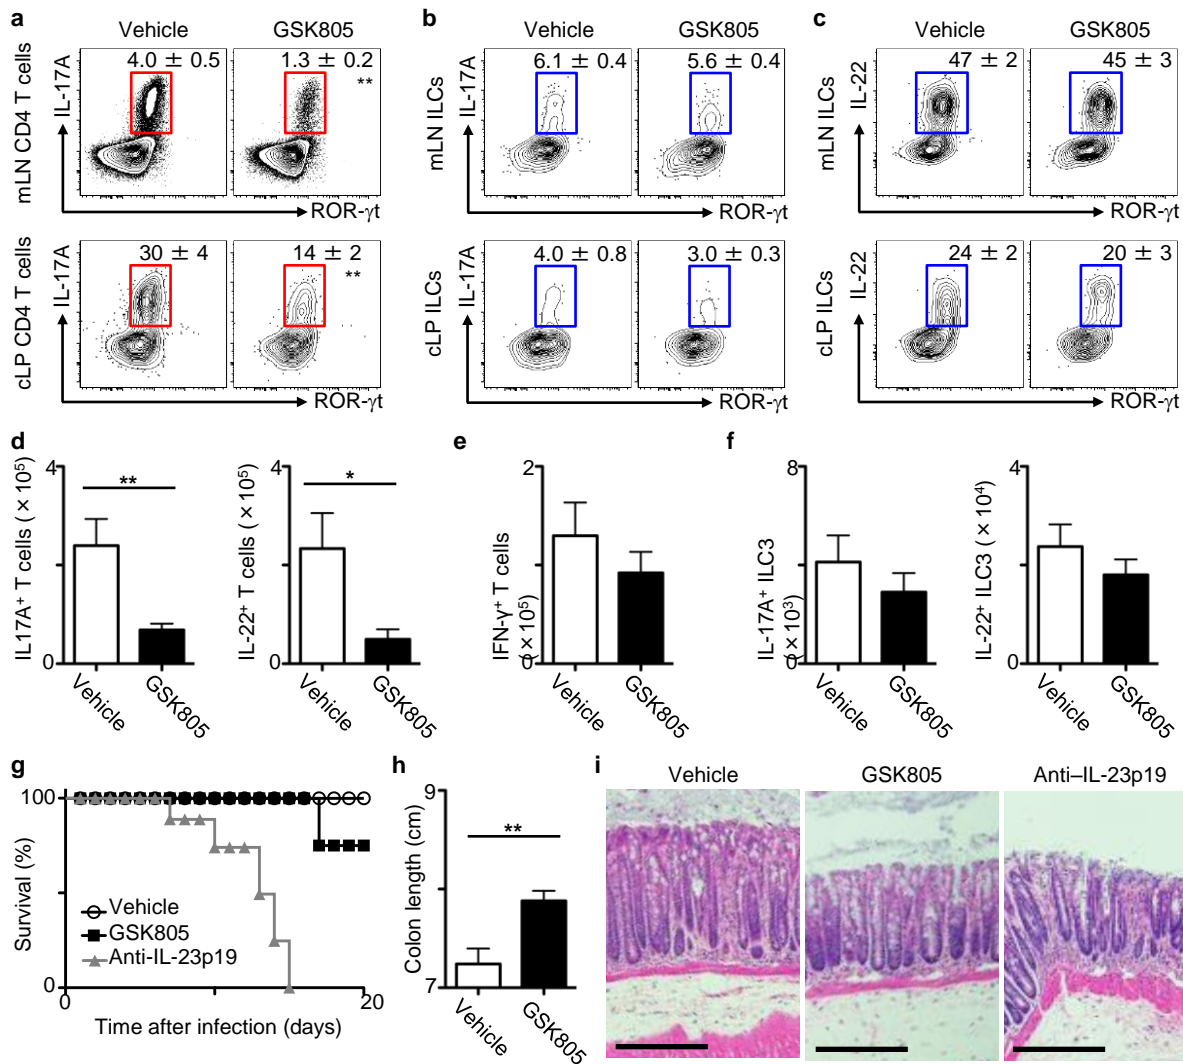 a
Vehicle
GSK805
mLN CD4 T cells
IL-17A
4.0 ± 0.5
1.3 ± 0.2
**
ROR-γt
cLP CD4 T cells
IL-17A
30 ± 4
14 ± 2
**
ROR-γt
b
Vehicle
GSK805
mLN ILCs
IL-17A
6.1 ± 0.4
5.6 ± 0.4
ROR-γt
cLP ILCs
IL-17A
4.0 ± 0.8
3.0 ± 0.3
ROR-γt
c
Vehicle
GSK805
mLN ILCs
IL-22
47 ± 2
45 ± 3
ROR-γt
cLP ILCs
IL-22
24 ± 2
20 ± 3
ROR-γt
d
IL17A⁺ T cells (×10⁵)
4
0
**
Vehicle
GSK805
IL-22⁺ T cells (×10⁵)
4
0
*
Vehicle
GSK805
e
IFN-γ⁺ T cells
(×10⁵)
2
0
Vehicle
GSK805
f
IL-17A⁺ ILC3
(×10³)
8
0
Vehicle
GSK805
IL-22⁺ ILC3 (×10⁴)
4
0
Vehicle
GSK805
g
Survival (%)
100
0
Vehicle
GSK805
Anti-IL-23p19
0
20
Time after infection (days)
h
Colon length (cm)
9
7
**
Vehicle
GSK805
i
Vehicle
GSK805
Anti–IL-23p19